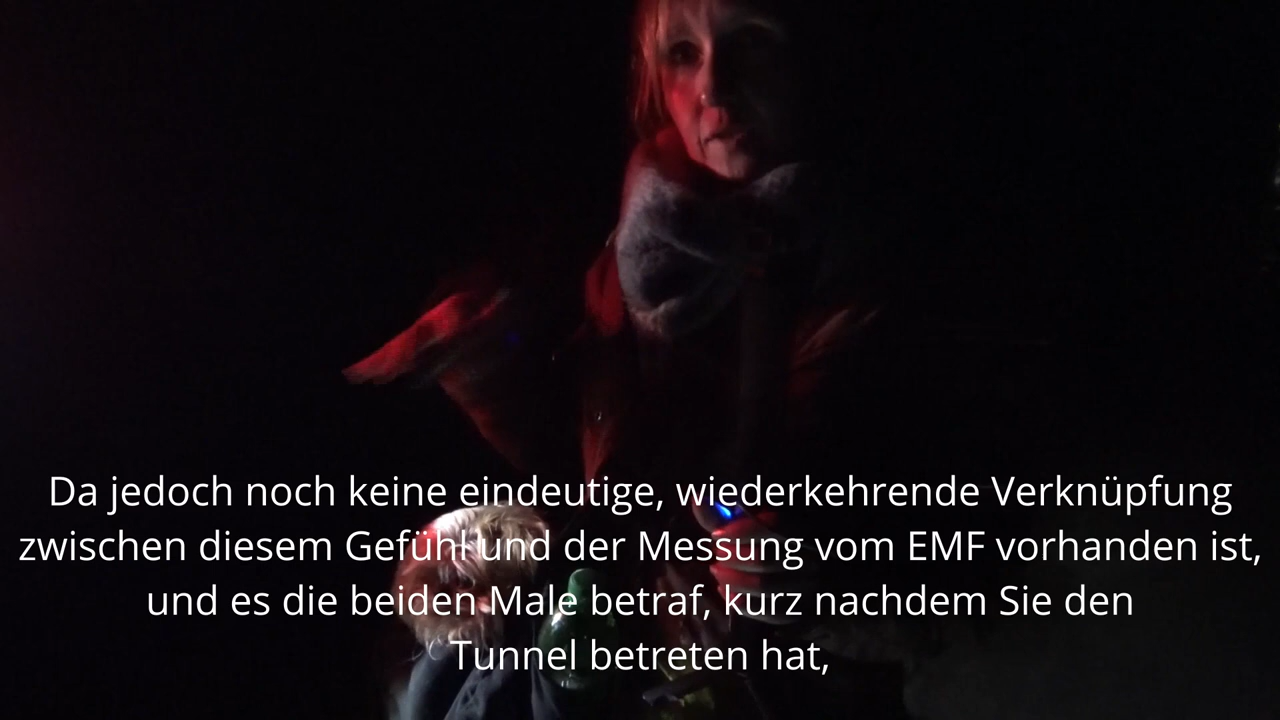 Da jedoch noch keine eindeutige, wiederkehrende Verknüpfung
zwischen diesem Gefühl und der Messung vom EMF vorhanden ist,
und es die beiden Male betraf, kurz nachdem Sie den
Tunnel betreten hat,